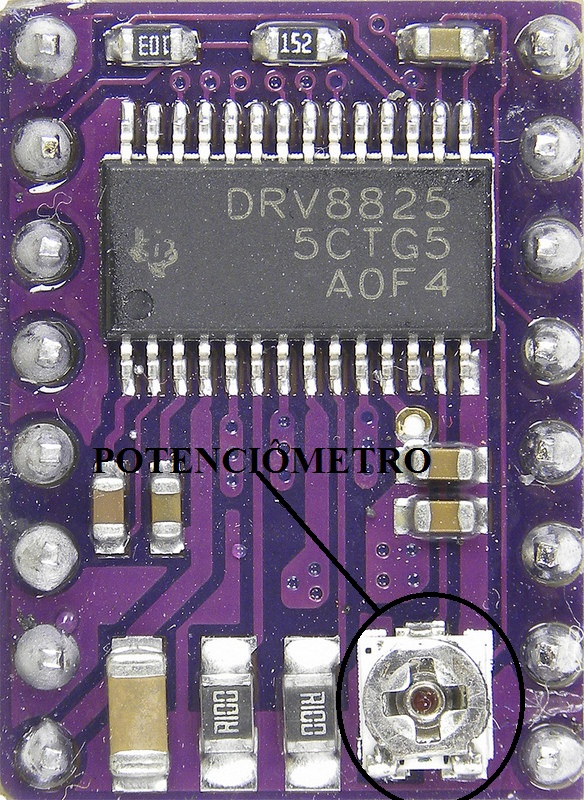 E01
152
DRV8825
5CTG5
A0F4
POTENCIÔMETRO
R100
R100